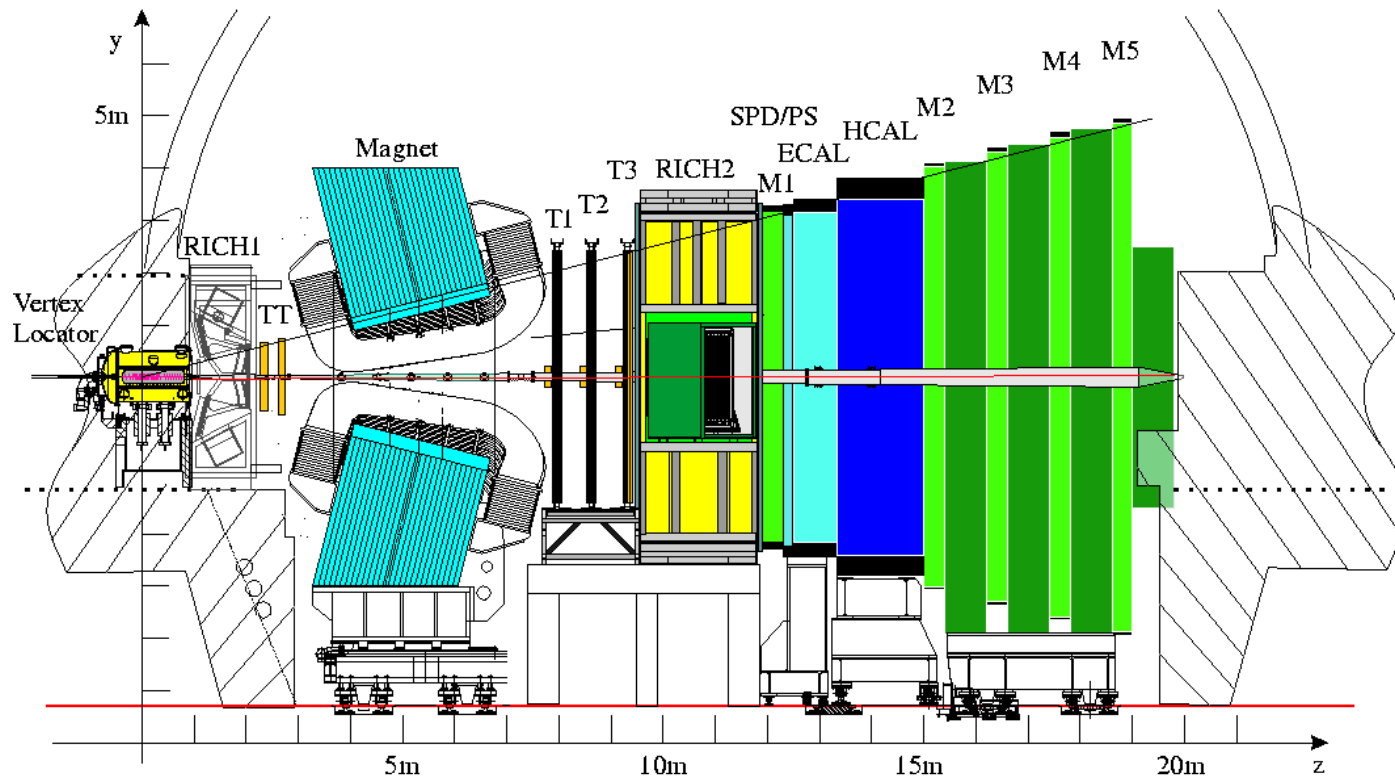 y
5m
Magnet
RICH1
TT
Vertex
Locator
T1
T2
T3
RICH2
M1
SPD/PS
ECAL
HCAL
M2
M3
M4
M5
5m
10m
15m
20m
z